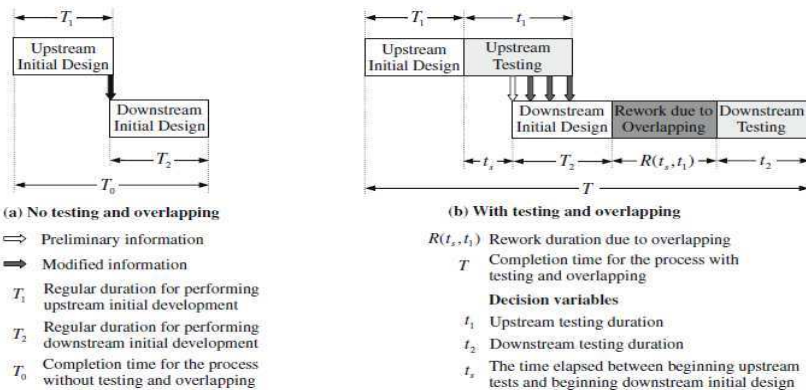 T₁
Upstream
Initial Design
Downstream
Initial Design
T₂
T₀
(a) No testing and overlapping
Preliminary information
Modified information
T₁ Regular duration for performing
upstream initial development
T₂ Regular duration for performing
downstream initial development
T₀ Completion time for the process
without testing and overlapping
T₁ t₁
Upstream
Initial Design
Upstream
Testing
Downstream
Initial Design
Rework due to
Overlapping
Downstream
Testing
tₛ T₂ R(tₛ,t₁) t₂
T
(b) With testing and overlapping
R(tₛ,t₁) Rework duration due to overlapping
T Completion time for the process with
testing and overlapping
Decision variables
t₁ Upstream testing duration
t₂ Downstream testing duration
tₛ The time elapsed between beginning upstream
tests and beginning downstream initial design